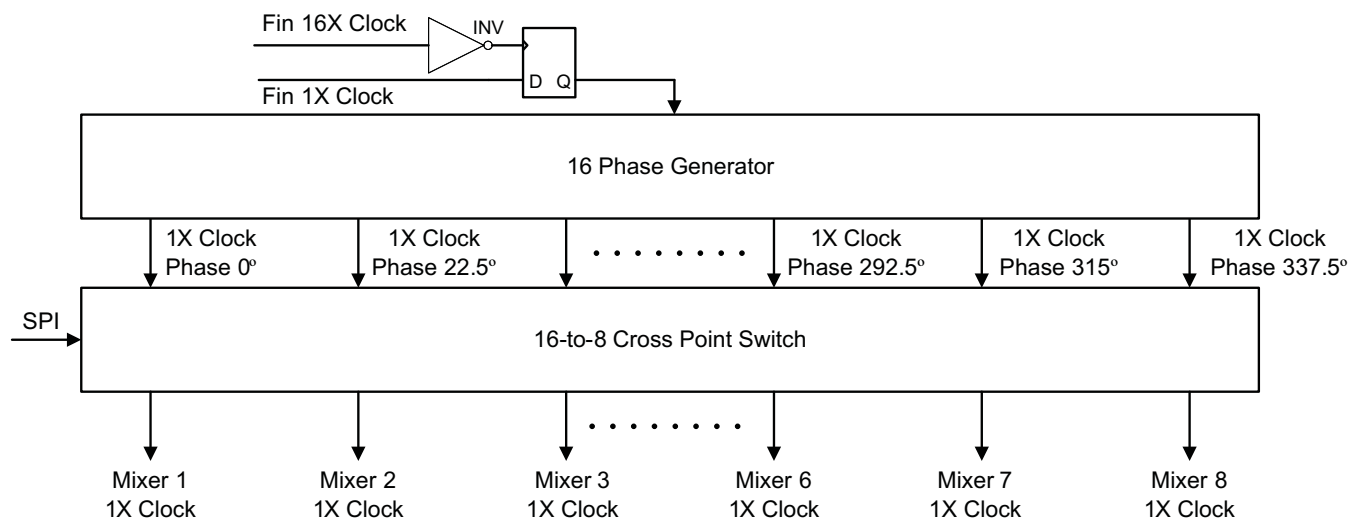 Fin 16X Clock
INV
D Q
Fin 1X Clock
16 Phase Generator
1X Clock
Phase 0º
1X Clock
Phase 22.5º
1X Clock
Phase 292.5º
1X Clock
Phase 315º
1X Clock
Phase 337.5º
SPI
16-to-8 Cross Point Switch
Mixer 1
1X Clock
Mixer 2
1X Clock
Mixer 3
1X Clock
Mixer 6
1X Clock
Mixer 7
1X Clock
Mixer 8
1X Clock